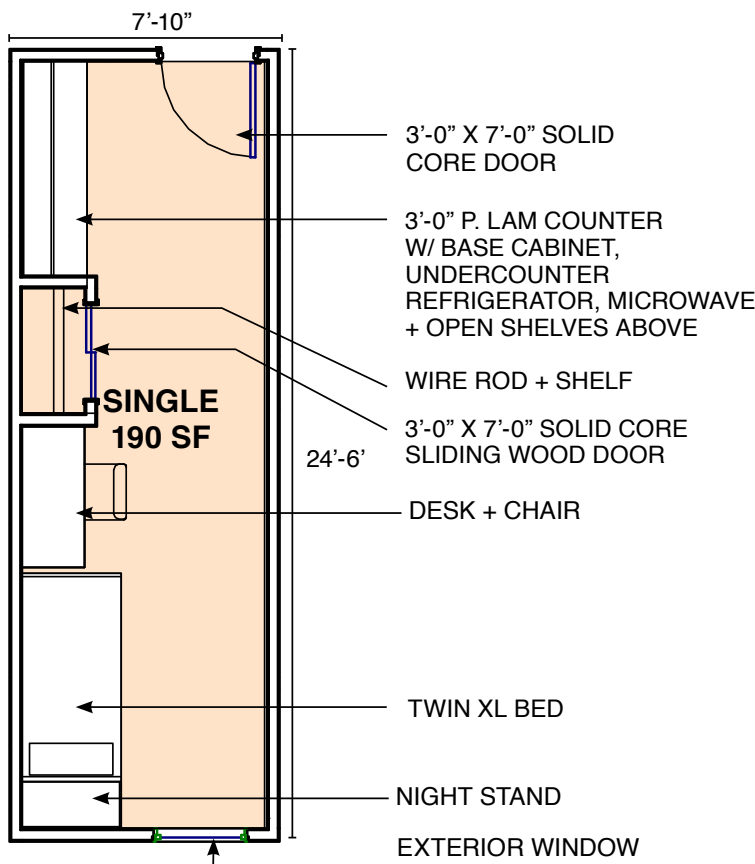 7’-10”
3’-0” X 7’-0” SOLID
CORE DOOR
3’-0” P. LAM COUNTER
W/ BASE CABINET,
UNDERCOUNTER
REFRIGERATOR, MICROWAVE
+ OPEN SHELVES ABOVE
WIRE ROD + SHELF
SINGLE
190 SF
3’-0” X 7’-0” SOLID CORE
SLIDING WOOD DOOR
24’-6’
DESK + CHAIR
TWIN XL BED
NIGHT STAND
EXTERIOR WINDOW